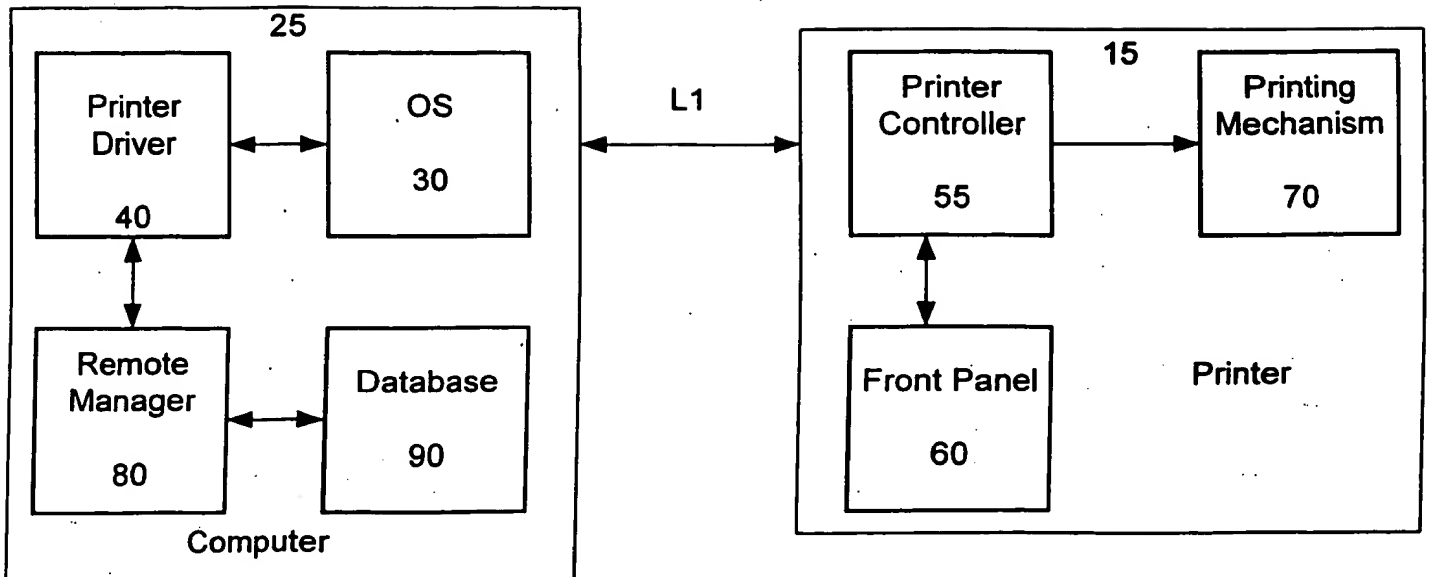 25
Printer
Driver
40
OS
30
Remote
Manager
80
Database
90
Computer
L1
15
Printer
Controller
55
Printing
Mechanism
70
Front Panel
60
Printer